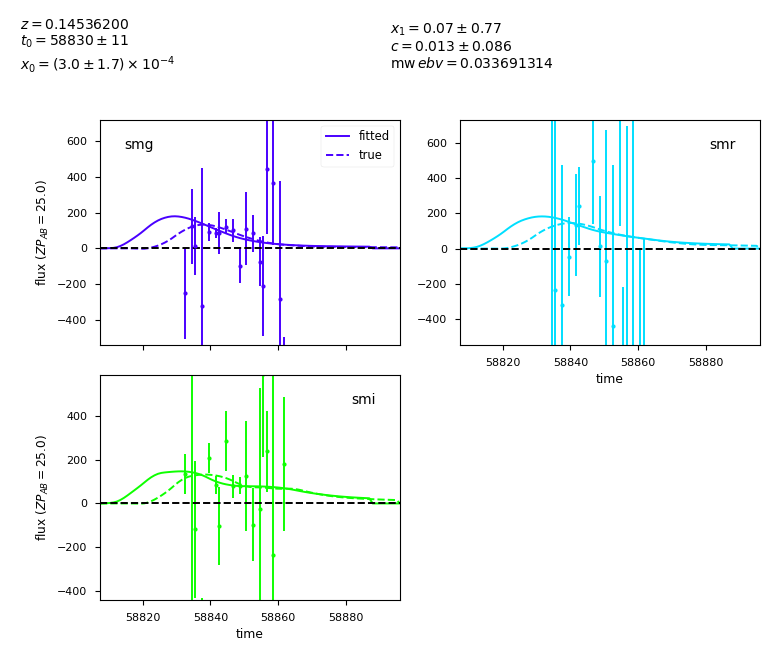 z = 0.14536200
t₀ = 58830 ± 11
x₀ = (3.0 ± 1.7) × 10⁻⁴
x₁ = 0.07 ± 0.77
c = 0.013 ± 0.086
mw ebv = 0.033691314
smg
fitted
true
600
400
200
0
−200
−400
flux (ZP_AB = 25.0)
smr
600
400
200
0
−200
−400
58820 58840 58860 58880
time
smi
400
200
0
−200
−400
flux (ZP_AB = 25.0)
58820 58840 58860 58880
time